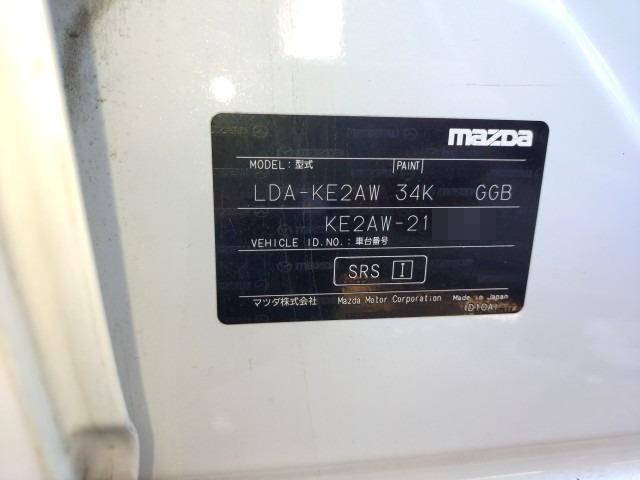 mazda
MODEL:型式 PAINT
LDA-KE2AW 34K GGB
KE2AW-21
VEHICLE ID.NO.:車台番号
SRS I
マツダ株式会社 Mazda Motor Corporation Made in Japan
(D10A)